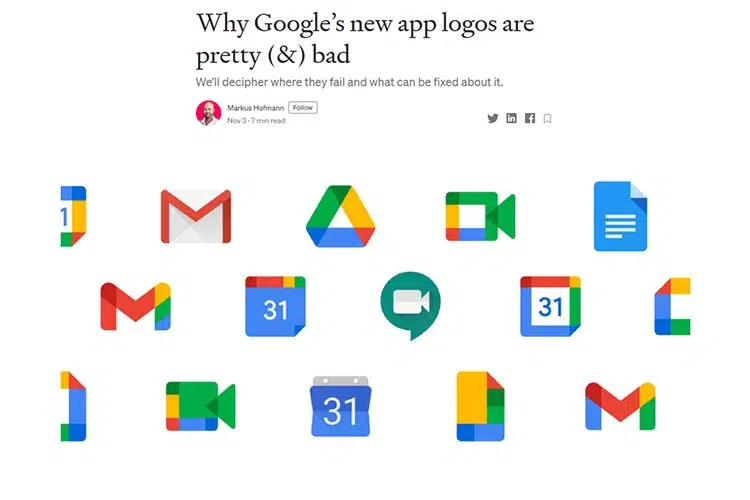 Why Google's new app logos are
pretty (&) bad
We'll decipher where they fail and what can be fixed about it.
Markus Hofmann Follow
Nov 3 · 7 min read
1
31
31
31